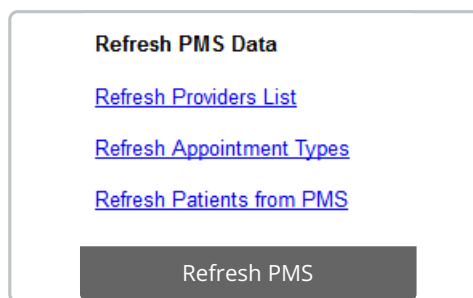 Refresh PMS Data
Refresh Providers List
Refresh Appointment Types
Refresh Patients from PMS
Refresh PMS